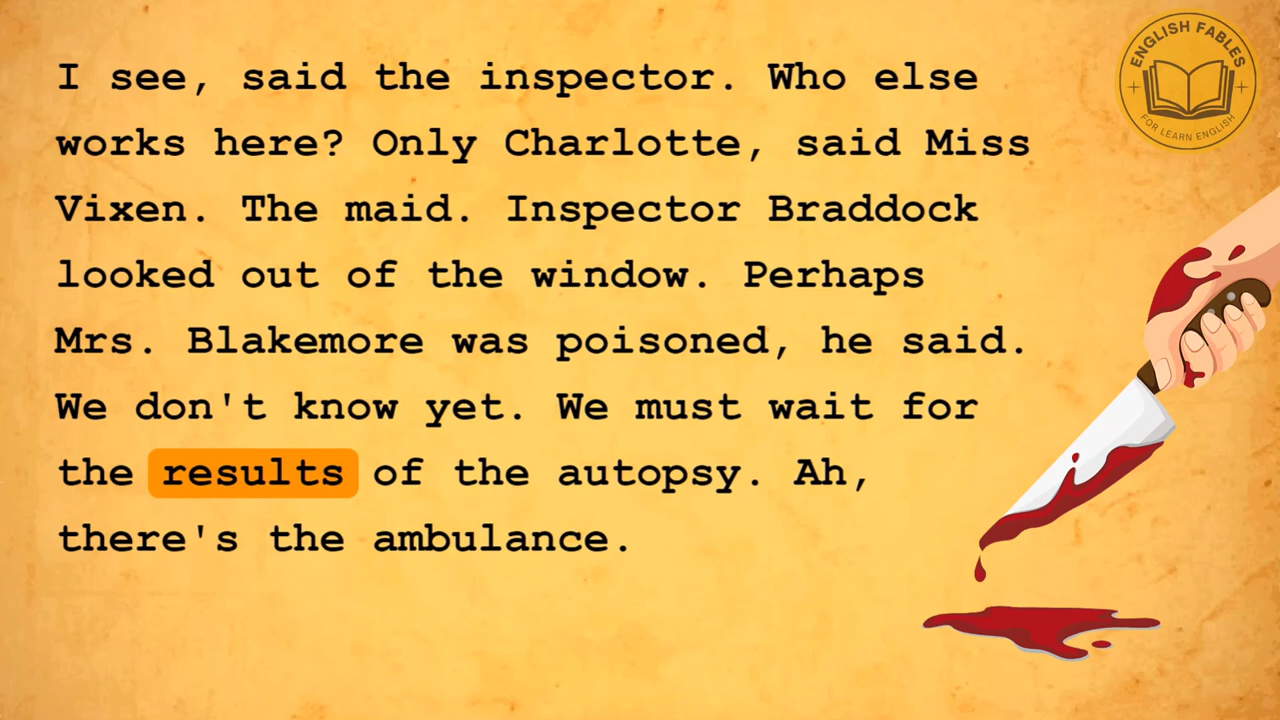 I see, said the inspector. Who else
works here? Only Charlotte, said Miss
Vixen. The maid. Inspector Braddock
looked out of the window. Perhaps
Mrs. Blakemore was poisoned, he said.
We don't know yet. We must wait for
the results of the autopsy. Ah,
there's the ambulance.
ENGLISH FABLES
FOR LEARN ENGLISH